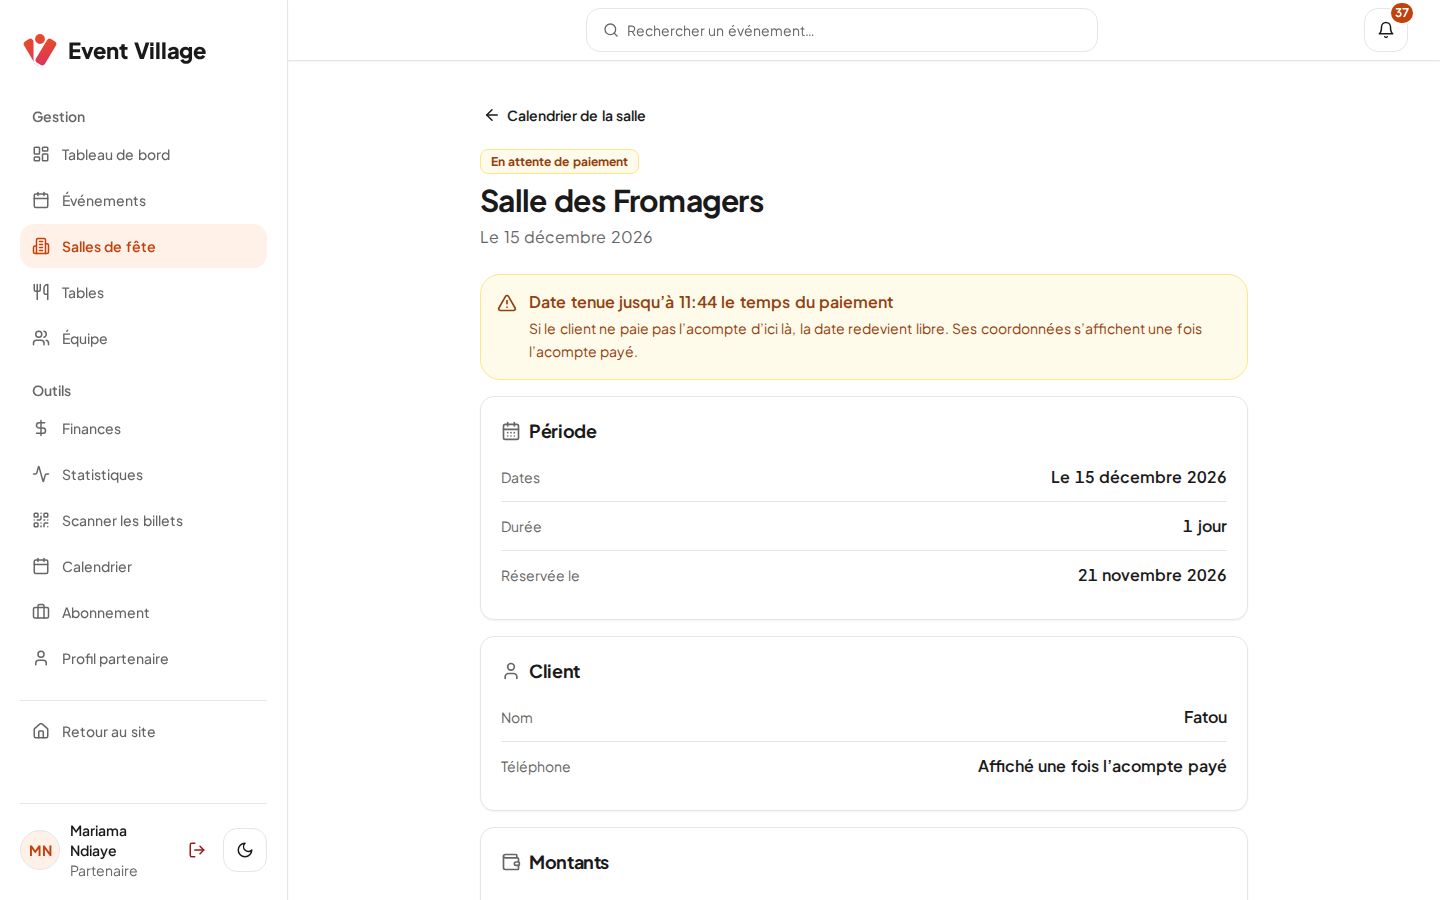 Event Village
Rechercher un événement…
37
Gestion
Tableau de bord
Événements
Salles de fête
Tables
Équipe
Outils
Finances
Statistiques
Scanner les billets
Calendrier
Abonnement
Profil partenaire
Retour au site
MN
Mariama
Ndiaye
Partenaire
Calendrier de la salle
En attente de paiement
Salle des Fromagers
Le 15 décembre 2026
Date tenue jusqu’à 11:44 le temps du paiement
Si le client ne paie pas l’acompte d’ici là, la date redevient libre. Ses coordonnées s’affichent une fois
l’acompte payé.
Période
Dates
Le 15 décembre 2026
Durée
1 jour
Réservée le
21 novembre 2026
Client
Nom
Fatou
Téléphone
Affiché une fois l’acompte payé
Montants